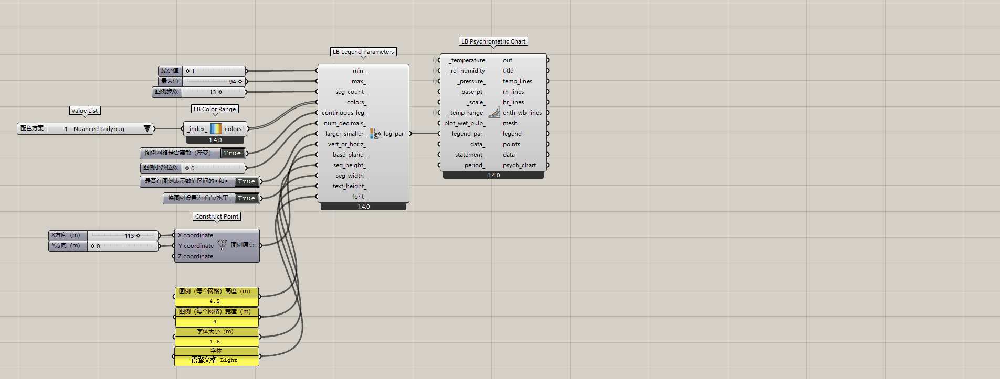 LB Psychrometric Chart
LB Legend Parameters
_temperature out
_rel_humidity title
_pressure_ temp_lines
_base_pt_ rh_lines
_scale_ hr_lines
_temp_range_ enth_wb_lines
plot_wet_bulb_ mesh
legend_par_ legend
data_ points
statement_ data
period_ psych_chart
1.4.0
min_
max_
seg_count_
colors_
continuous_leg_
num_decimals_
larger_smaller_
vert_or_horiz_
base_plane_
seg_height_
seg_width_
text_height_
font_
leg_par
1.4.0
最小值 1
最大值 94
图例步数 13
Value List
LB Color Range
配色方案 1 - Nuanced Ladybug
_index_ colors
1.4.0
图例网格是否离散（渐变） True
图例小数位数 0
是否在图例表示数值区间的<和> True
将图例设置为垂直/水平 True
Construct Point
X方向（m） 113
Y方向（m） 0
X coordinate
Y coordinate
Z coordinate
XYZ
图例原点
图例（每个网格）高度（m）
4.5
图例（每个网格）宽度（m）
4
字体大小（m）
1.5
字体
霞鹜文楷 Light